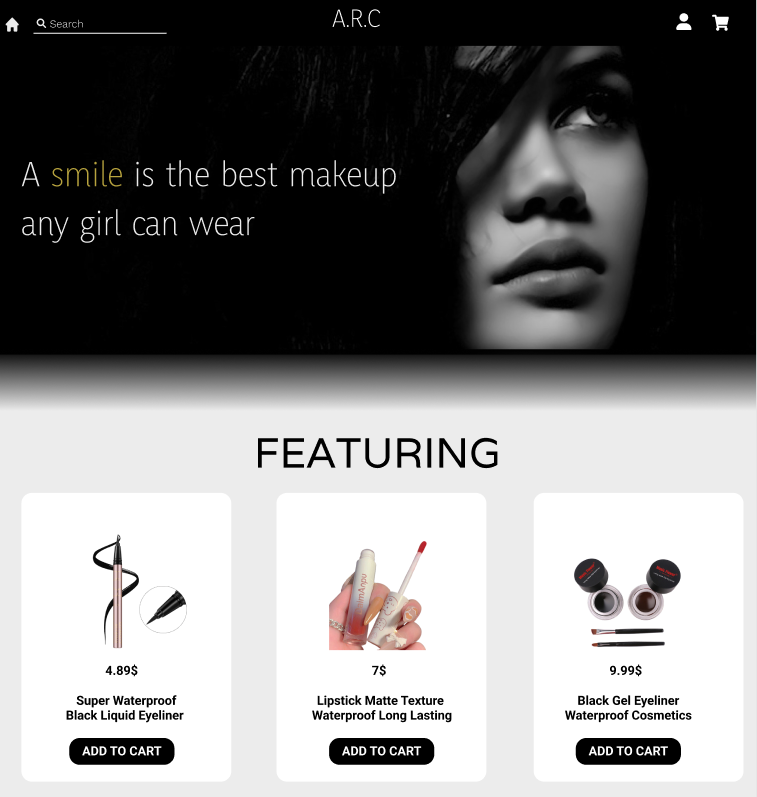 Search
A.R.C
A smile is the best makeup
any girl can wear
FEATURING
4.89$
Super Waterproof
Black Liquid Eyeliner
ADD TO CART
7$
Lipstick Matte Texture
Waterproof Long Lasting
ADD TO CART
9.99$
Black Gel Eyeliner
Waterproof Cosmetics
ADD TO CART